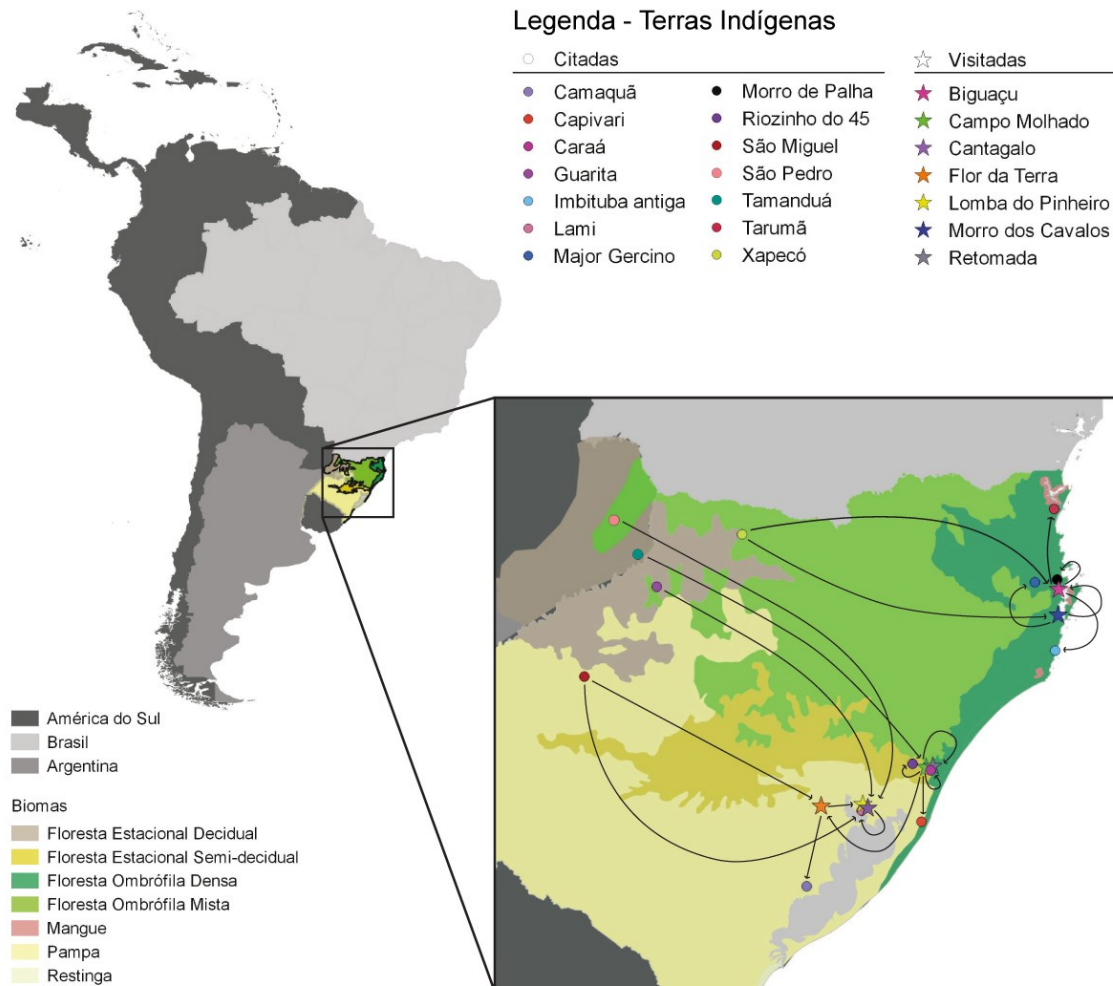 Legenda - Terras Indígenas
Citadas
Camaquã
Capivari
Caraá
Guarita
Imbituba antiga
Lami
Major Gercino
Morro de Palha
Riozinho do 45
São Miguel
São Pedro
Tamanduá
Tarumã
Xapecó
Visitadas
Biguaçu
Campo Molhado
Cantagalo
Flor da Terra
Lomba do Pinheiro
Morro dos Cavalos
Retomada
América do Sul
Brasil
Argentina
Biomas
Floresta Estacional Decidual
Floresta Estacional Semi-decidual
Floresta Ombrófila Densa
Floresta Ombrófila Mista
Mangue
Pampa
Restinga